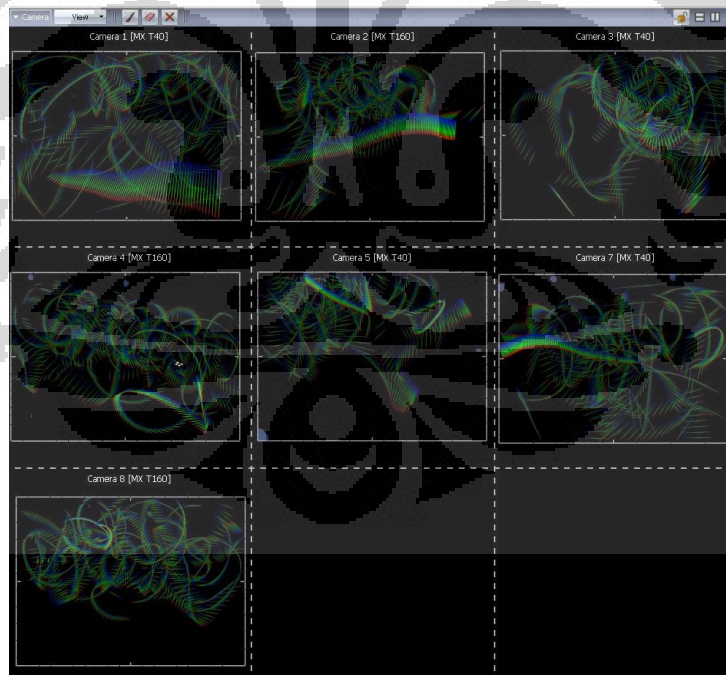 Camera View
Camera 1 [MX T40]
Camera 2 [MX T160]
Camera 3 [MX T40]
Camera 4 [MX T160]
Camera 5 [MX T40]
Camera 7 [MX T40]
Camera 8 [MX T160]